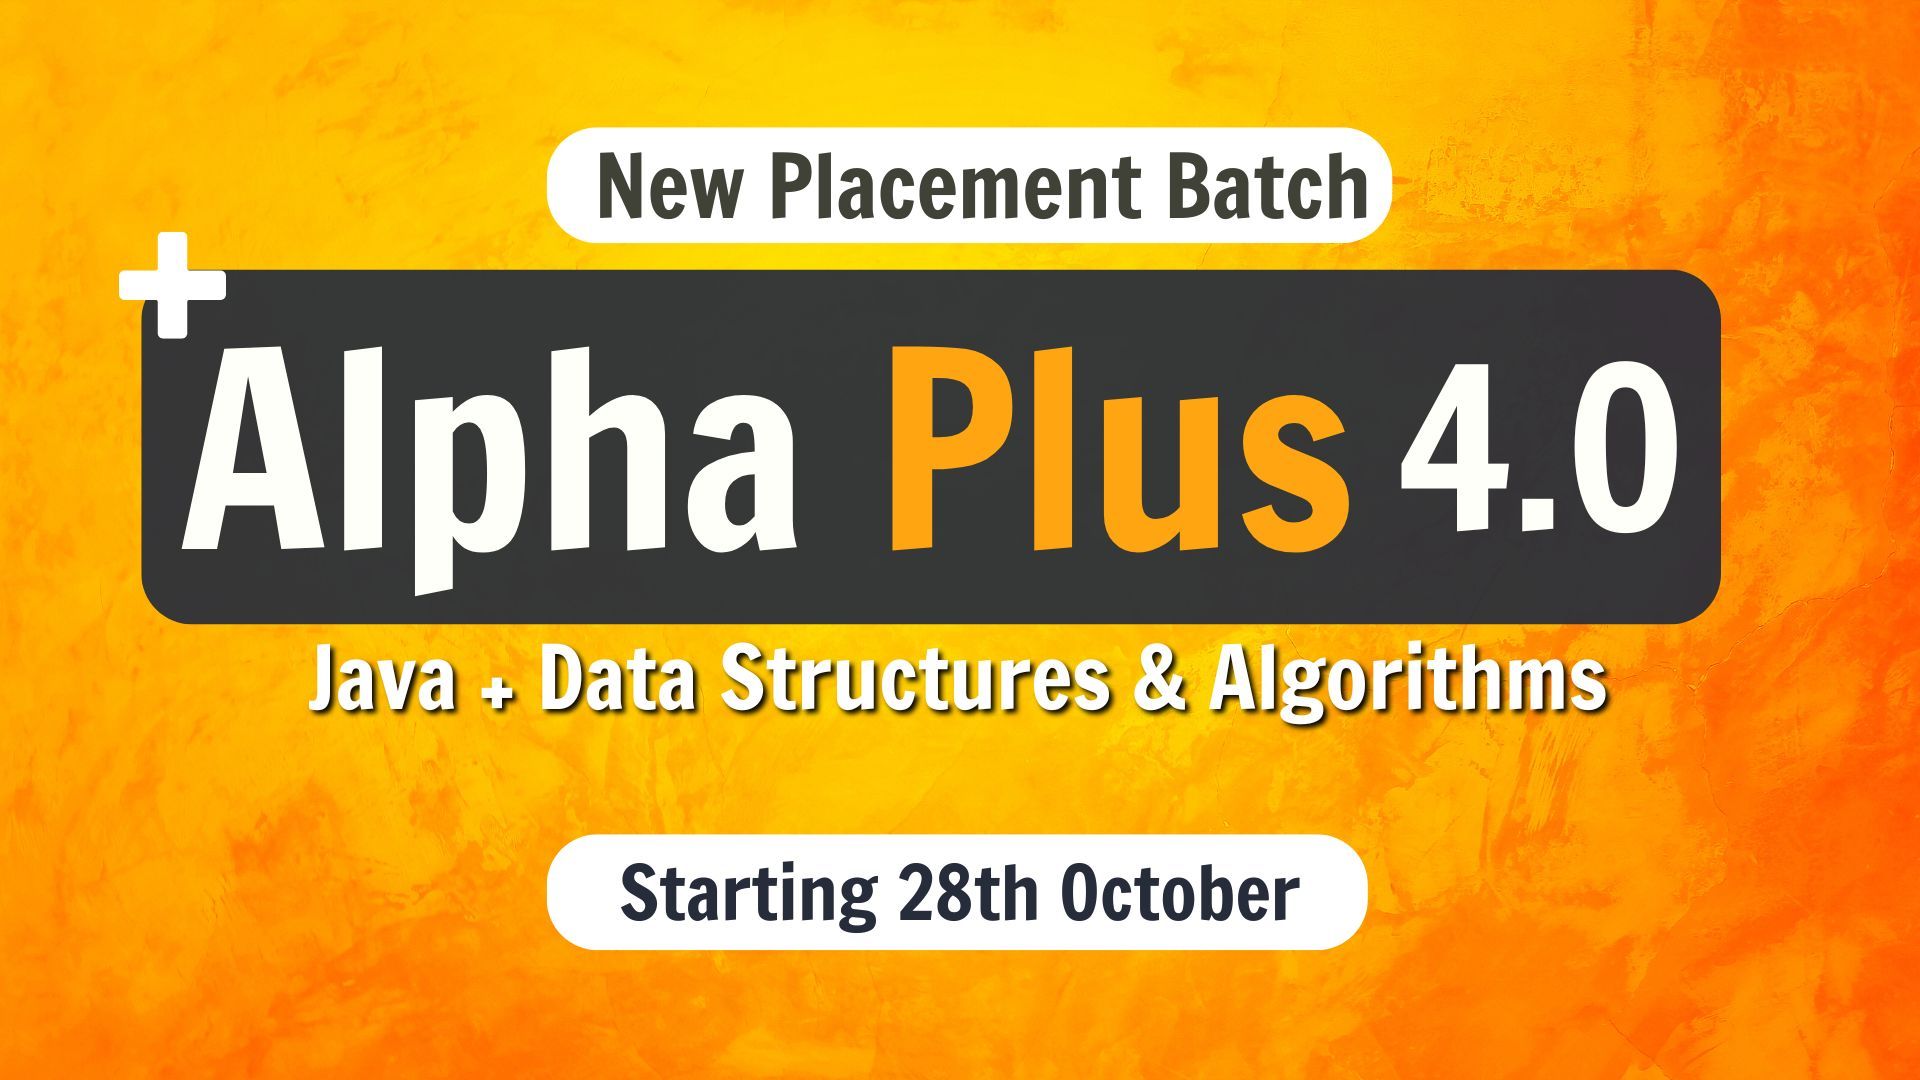 New Placement Batch
Alpha Plus 4.0
Java + Data Structures & Algorithms
Starting 28th October